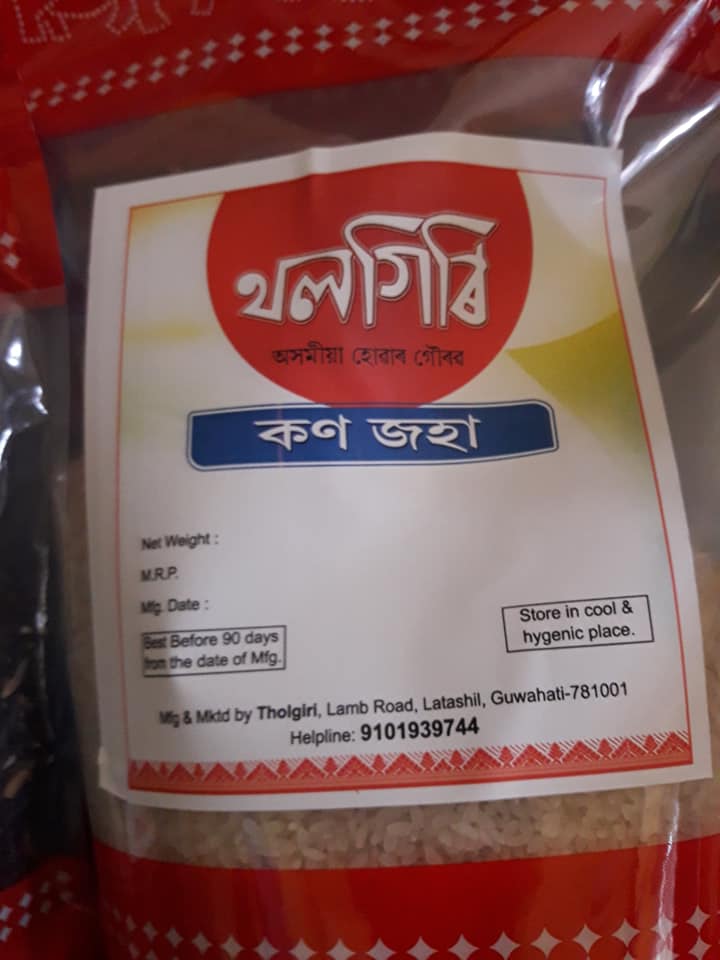 থলগিৰি
অসমীয়া হোৱাৰ গৌৰৱ
কণ জহা
Net Weight :
M.R.P.
Mfg. Date :
Best Before 90 days
from the date of Mfg.
Store in cool &
hygenic place.
Mfg & Mktd by Tholgiri, Lamb Road, Latashil, Guwahati-781001
Helpline: 9101939744